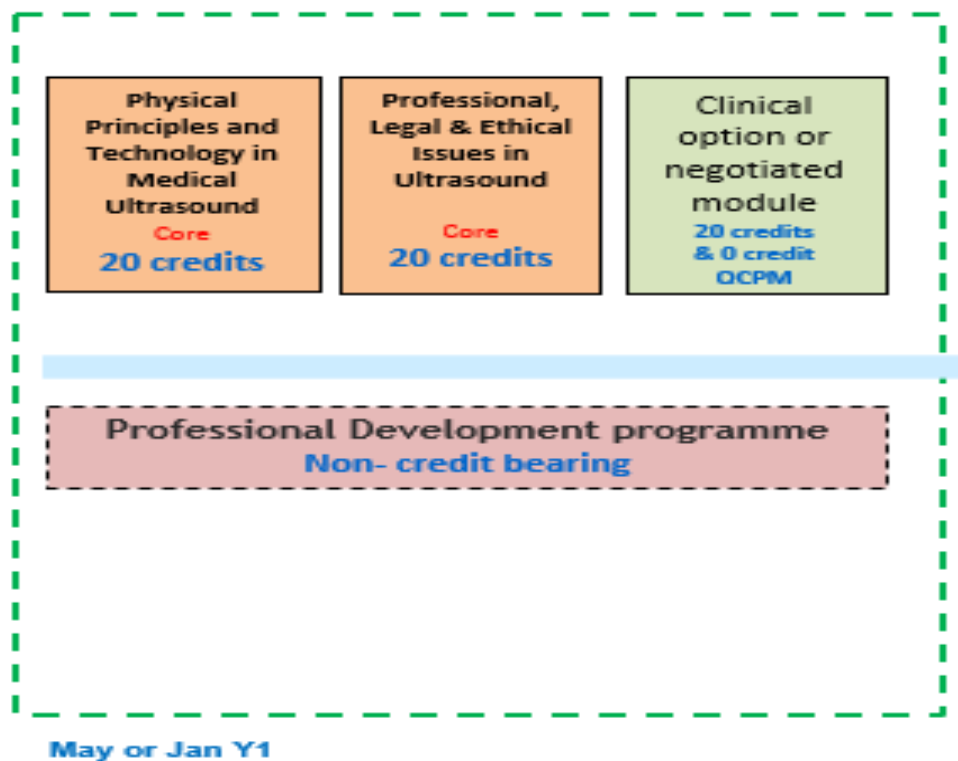 Physical
Principles and
Technology in
Medical
Ultrasound
Core
20 credits
Professional,
Legal & Ethical
Issues in
Ultrasound
Core
20 credits
Clinical
option or
negotiated
module
20 credits
& 0 credit
QCPM
Professional Development programme
Non- credit bearing
May or Jan Y1